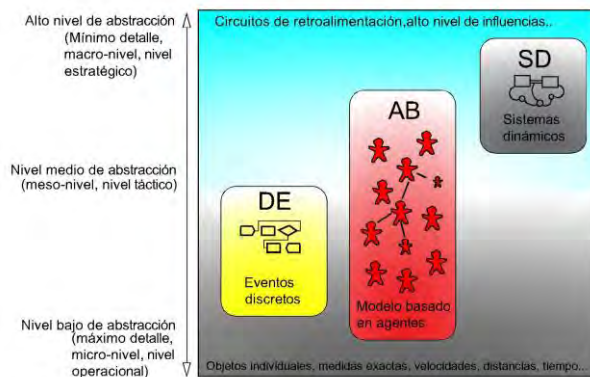 Alto nivel de abstracción
(Mínimo detalle,
macro-nivel, nivel
estratégico)
Nivel medio de abstracción
(meso-nivel, nivel táctico)
Nivel bajo de abstracción
(máximo detalle,
micro-nivel, nivel
operacional)
Circuitos de retroalimentación,alto nivel de influencias..
SD
Sistemas
dinámicos
AB
Modelo basado
en agentes
DE
Eventos
discretos
Objetos individuales, medidas exactas, velocidades, distancias, tiempo...